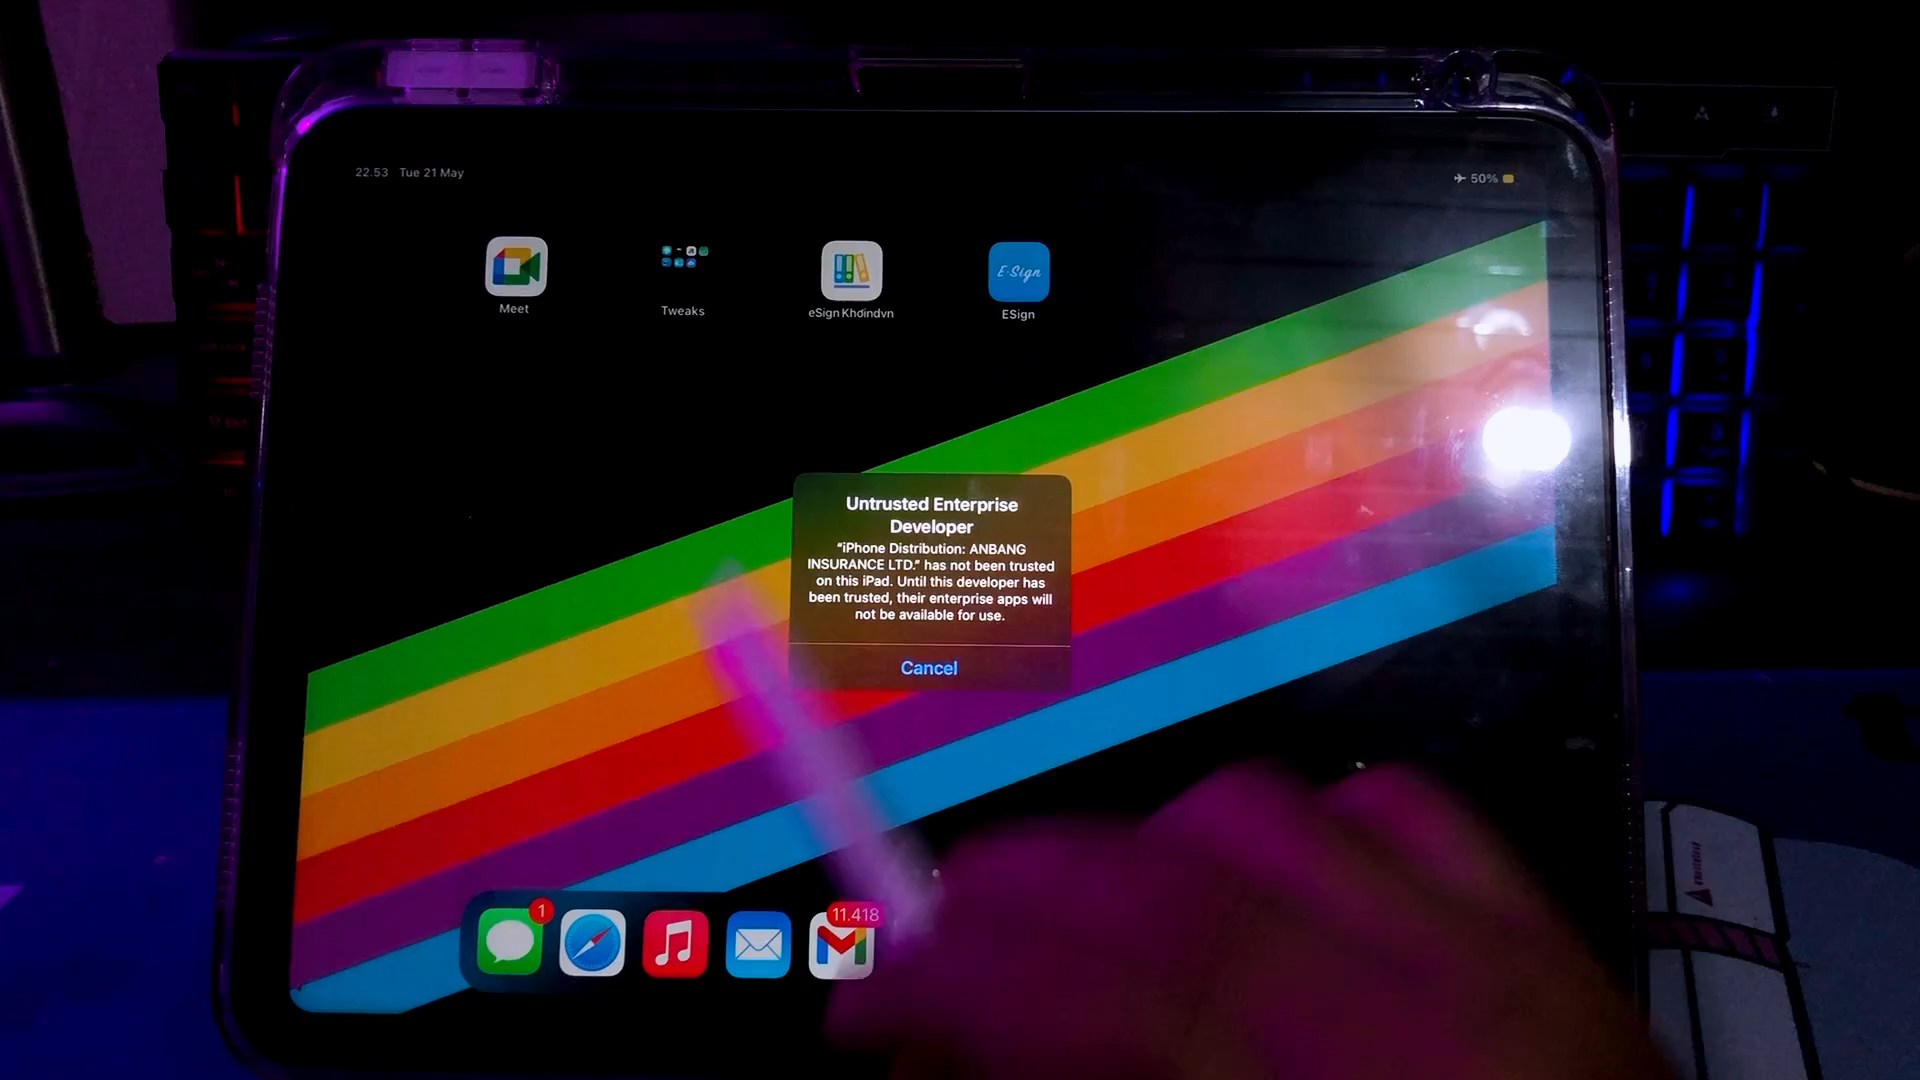 22.53 Tue 21 May
50%
E-Sign
Meet
Tweaks
eSign Khơindvn
ESign
Untrusted Enterprise
Developer
“iPhone Distribution: ANBANG
INSURANCE LTD.” has not been trusted
on this iPad. Until this developer has
been trusted, their enterprise apps will
not be available for use.
Cancel
1
11.418